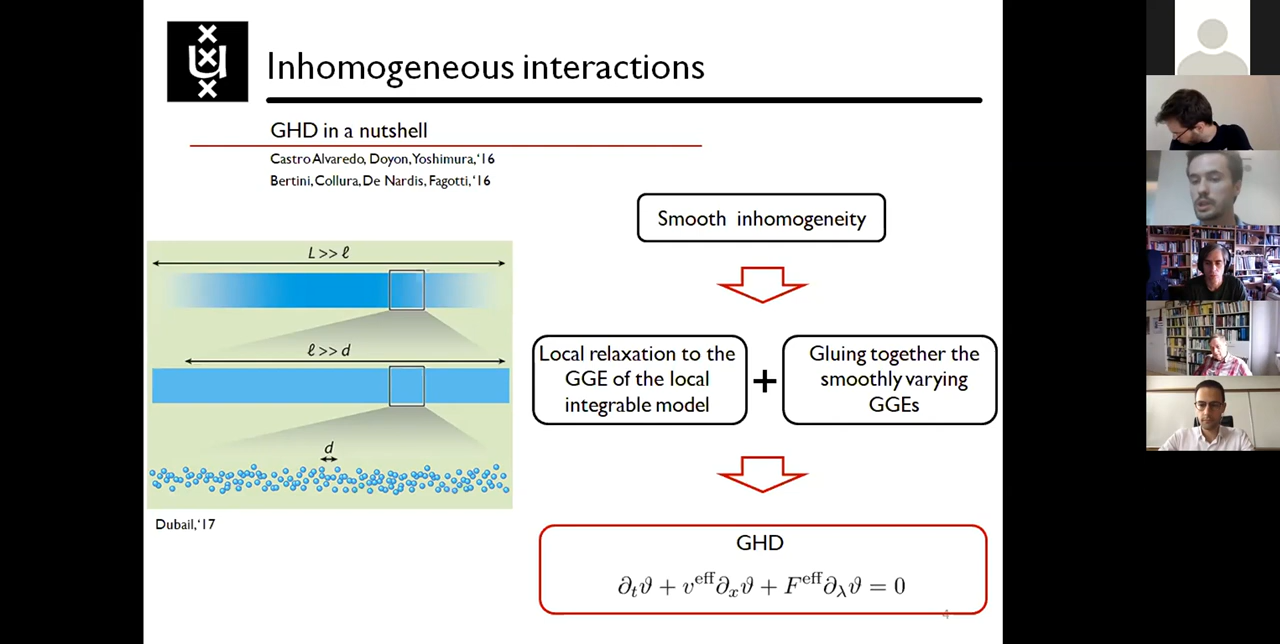 Inhomogeneous interactions
GHD in a nutshell
Castro Alvaredo, Doyon, Yoshimura, '16
Bertini, Collura, De Nardis, Fagotti, '16
Smooth inhomogeneity
L >> ℓ
ℓ >> d
d
Dubail, '17
Local relaxation to the
GGE of the local
integrable model
+
Gluing together the
smoothly varying
GGEs
GHD
∂ₜϑ + v^eff ∂ₓϑ + F^eff ∂_λϑ = 0
4